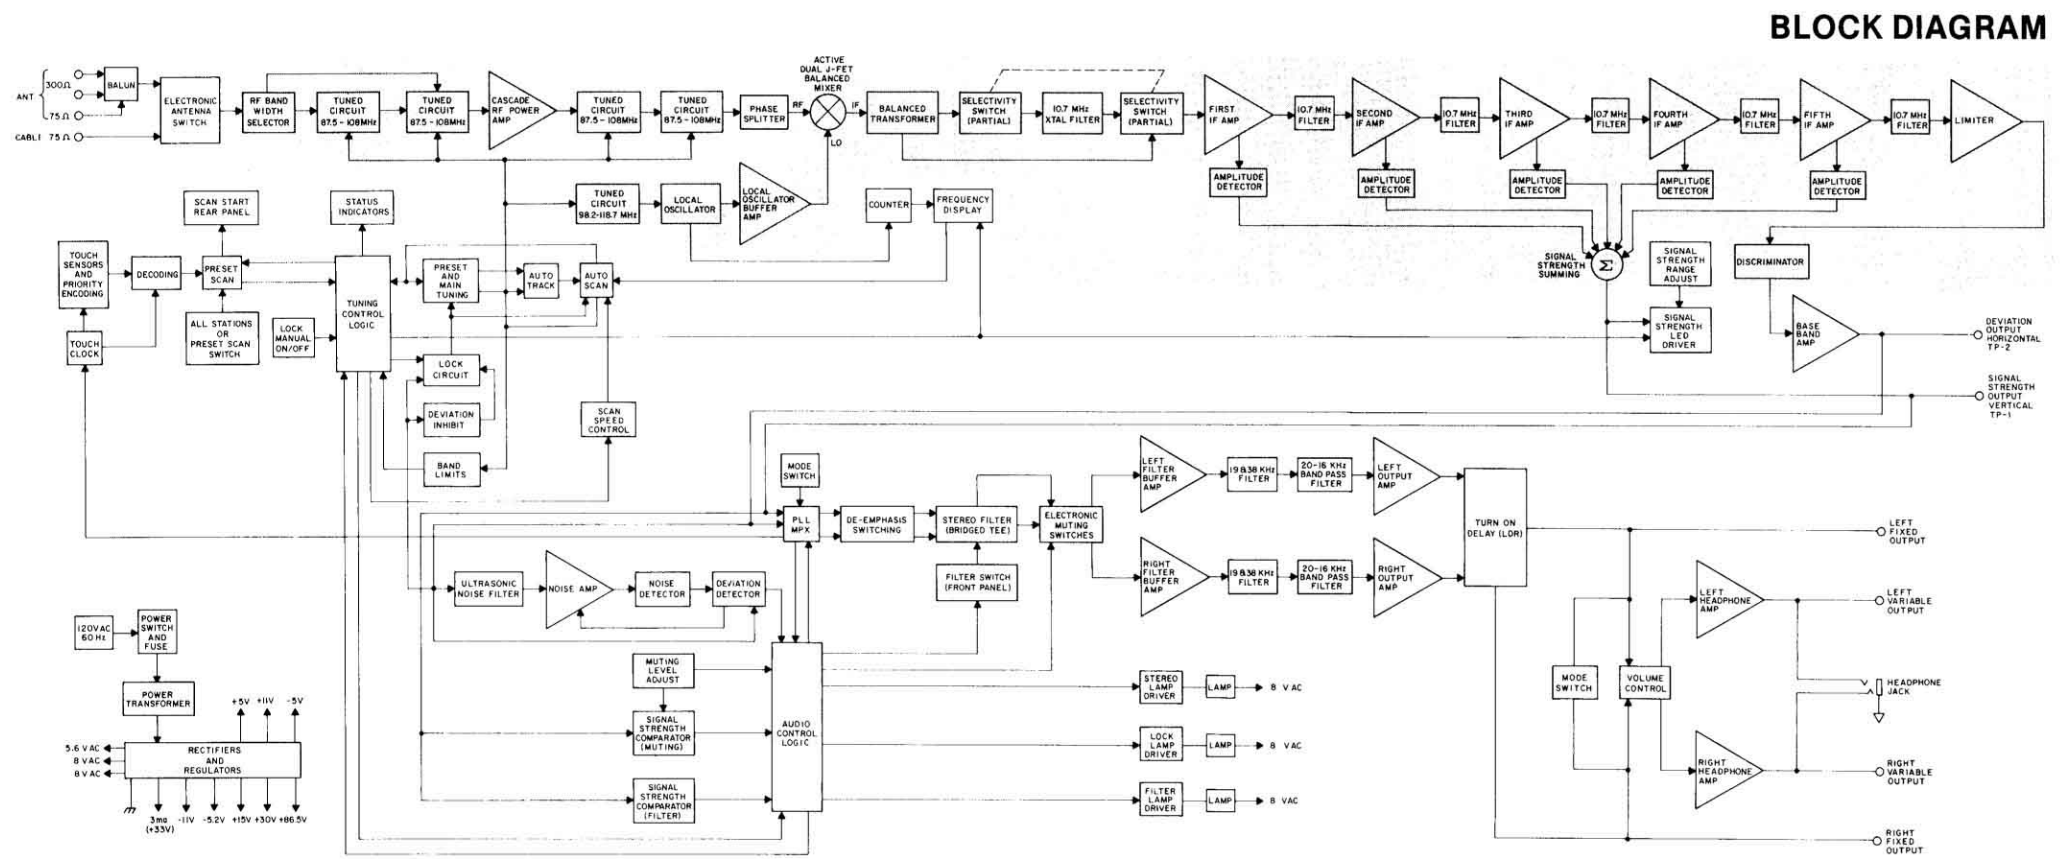 BLOCK DIAGRAM
ANT
300Ω
75Ω
CABLE 75Ω
BALUN
ELECTRONIC
ANTENNA
SWITCH
RF BAND
WIDTH
SELECTOR
TUNED
CIRCUIT
87.5-108MHz
TUNED
CIRCUIT
87.5-108MHz
CASCADE
RF POWER
AMP
TUNED
CIRCUIT
87.5-108MHz
TUNED
CIRCUIT
87.5-108MHz
PHASE
SPLITTER
ACTIVE
DUAL J-FET
BALANCED
MIXER
RF
IF
LO
BALANCED
TRANSFORMER
SELECTIVITY
SWITCH
(PARTIAL)
10.7 MHz
XTAL FILTER
SELECTIVITY
SWITCH
(PARTIAL)
FIRST
IF AMP
10.7 MHz
FILTER
SECOND
IF AMP
10.7 MHz
FILTER
THIRD
IF AMP
10.7 MHz
FILTER
FOURTH
IF AMP
10.7 MHz
FILTER
FIFTH
IF AMP
10.7 MHz
FILTER
LIMITER
AMPLITUDE
DETECTOR
AMPLITUDE
DETECTOR
AMPLITUDE
DETECTOR
AMPLITUDE
DETECTOR
AMPLITUDE
DETECTOR
SCAN START
REAR PANEL
STATUS
INDICATORS
TUNED
CIRCUIT
98.2-118.7 MHz
LOCAL
OSCILLATOR
LOCAL
OSCILLATOR
BUFFER
AMP
COUNTER
FREQUENCY
DISPLAY
TOUCH
SENSORS
AND
PRIORITY
ENCODING
DECODING
PRESET
SCAN
TUNING
CONTROL
LOGIC
PRESET
AND
MAIN
TUNING
AUTO
TRACK
AUTO
SCAN
SIGNAL
STRENGTH
SUMMING
Σ
SIGNAL
STRENGTH
RANGE
ADJUST
DISCRIMINATOR
TOUCH
CLOCK
ALL STATIONS
OR
PRESET SCAN
SWITCH
LOCK
MANUAL
ON/OFF
SIGNAL
STRENGTH
LED
DRIVER
BASE
BAND
AMP
DEVIATION
OUTPUT
HORIZONTAL
TP-2
LOCK
CIRCUIT
DEVIATION
INHIBIT
BAND
LIMITS
SCAN
SPEED
CONTROL
SIGNAL
STRENGTH
OUTPUT
VERTICAL
TP-1
MODE
SWITCH
PLL
MPX
DE-EMPHASIS
SWITCHING
STEREO FILTER
(BRIDGED TEE)
ELECTRONIC
MUTING
SWITCHES
LEFT
FILTER
BUFFER
AMP
19&38 KHz
FILTER
20-16 KHz
BAND PASS
FILTER
LEFT
OUTPUT
AMP
TURN ON
DELAY (LDR)
RIGHT
FILTER
BUFFER
AMP
19&38 KHz
FILTER
20-16 KHz
BAND PASS
FILTER
RIGHT
OUTPUT
AMP
LEFT
FIXED
OUTPUT
FILTER SWITCH
(FRONT PANEL)
ULTRASONIC
NOISE FILTER
NOISE AMP
NOISE
DETECTOR
DEVIATION
DETECTOR
LEFT
HEADPHONE
AMP
LEFT
VARIABLE
OUTPUT
120VAC
60 Hz
POWER
SWITCH
AND
FUSE
POWER
TRANSFORMER
MUTING
LEVEL
ADJUST
SIGNAL
STRENGTH
COMPARATOR
(MUTING)
SIGNAL
STRENGTH
COMPARATOR
(FILTER)
AUDIO
CONTROL
LOGIC
STEREO
LAMP
DRIVER
LAMP
8 VAC
LOCK
LAMP
DRIVER
LAMP
8 VAC
FILTER
LAMP
DRIVER
LAMP
8 VAC
MODE
SWITCH
VOLUME
CONTROL
HEADPHONE
JACK
RIGHT
HEADPHONE
AMP
RIGHT
VARIABLE
OUTPUT
RIGHT
FIXED
OUTPUT
+5V +11V -5V
5.6 VAC
8 VAC
8 VAC
RECTIFIERS
AND
REGULATORS
3ma
(+33V)
-11V -5.2V +15V +30V +86.5V